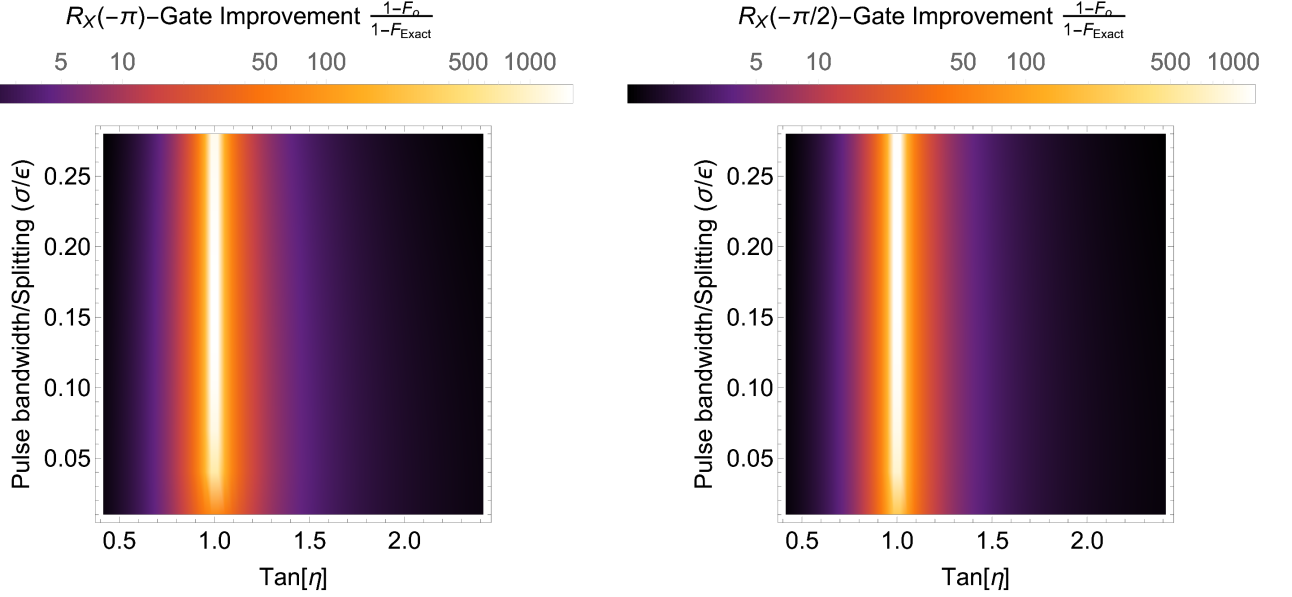 R_X(−π)−Gate Improvement (1−F_o)/(1−F_Exact)
5 10 50 100 500 1000
Pulse bandwidth/Splitting (σ/ϵ)
0.25
0.20
0.15
0.10
0.05
0.5 1.0 1.5 2.0
Tan[η]
R_X(−π/2)−Gate Improvement (1−F_o)/(1−F_Exact)
5 10 50 100 500 1000
Pulse bandwidth/Splitting (σ/ϵ)
0.25
0.20
0.15
0.10
0.05
0.5 1.0 1.5 2.0
Tan[η]